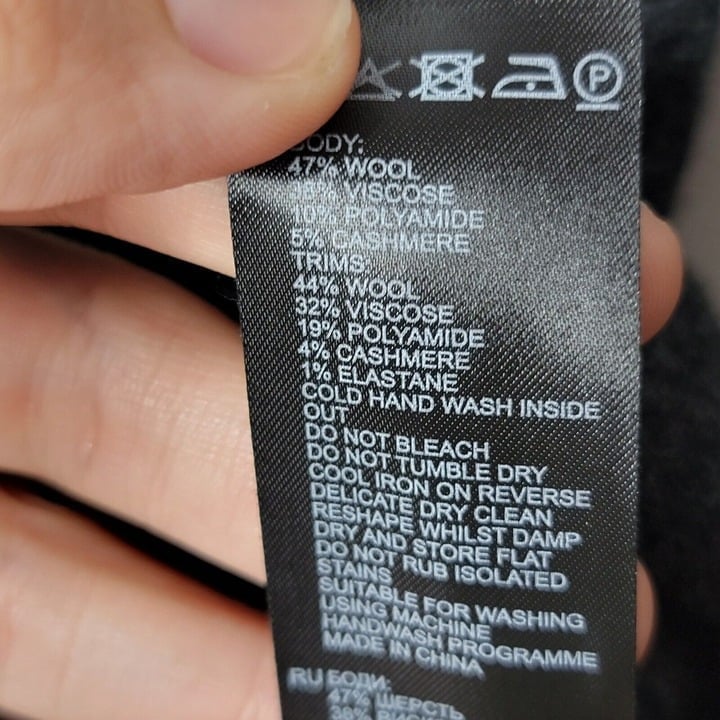 P
BODY:
47% WOOL
38% VISCOSE
10% POLYAMIDE
5% CASHMERE
TRIMS:
44% WOOL
32% VISCOSE
19% POLYAMIDE
4% CASHMERE
1% ELASTANE
COLD HAND WASH INSIDE
OUT
DO NOT BLEACH
DO NOT TUMBLE DRY
COOL IRON ON REVERSE
DELICATE DRY CLEAN
RESHAPE WHILST DAMP
DRY AND STORE FLAT
DO NOT RUB ISOLATED
STAINS
SUITABLE FOR WASHING
USING MACHINE
HANDWASH PROGRAMME
MADE IN CHINA
RU БОДИ:
47% ШЕРСТЬ
38%